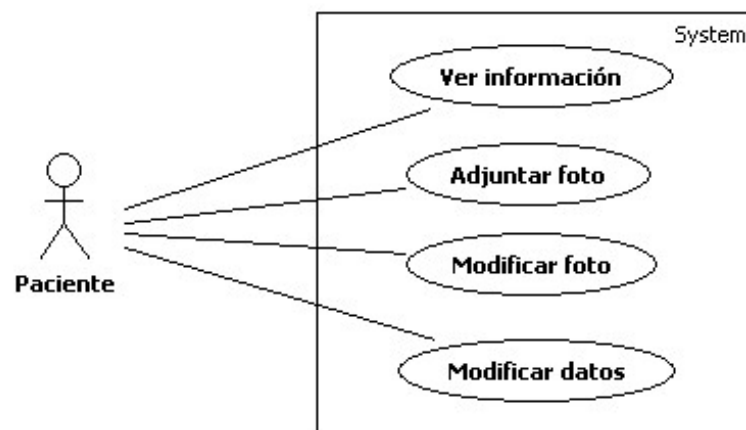 System
Ver información
Adjuntar foto
Modificar foto
Paciente
Modificar datos